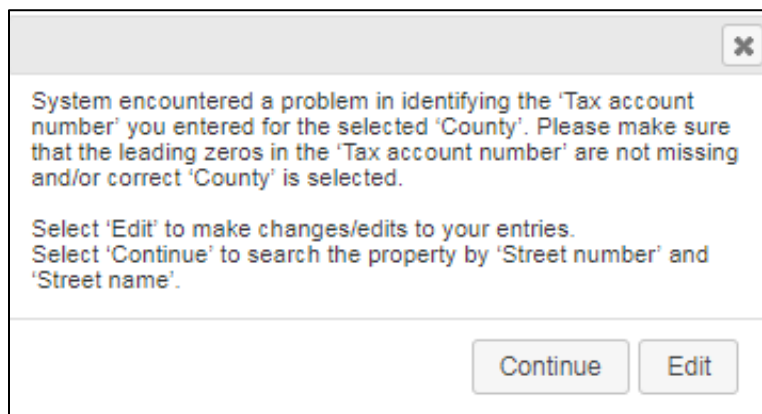 System encountered a problem in identifying the ‘Tax account
number’ you entered for the selected ‘County’. Please make sure
that the leading zeros in the ‘Tax account number’ are not missing
and/or correct ‘County’ is selected.
Select ‘Edit’ to make changes/edits to your entries.
Select ‘Continue’ to search the property by ‘Street number’ and
‘Street name’.
Continue
Edit